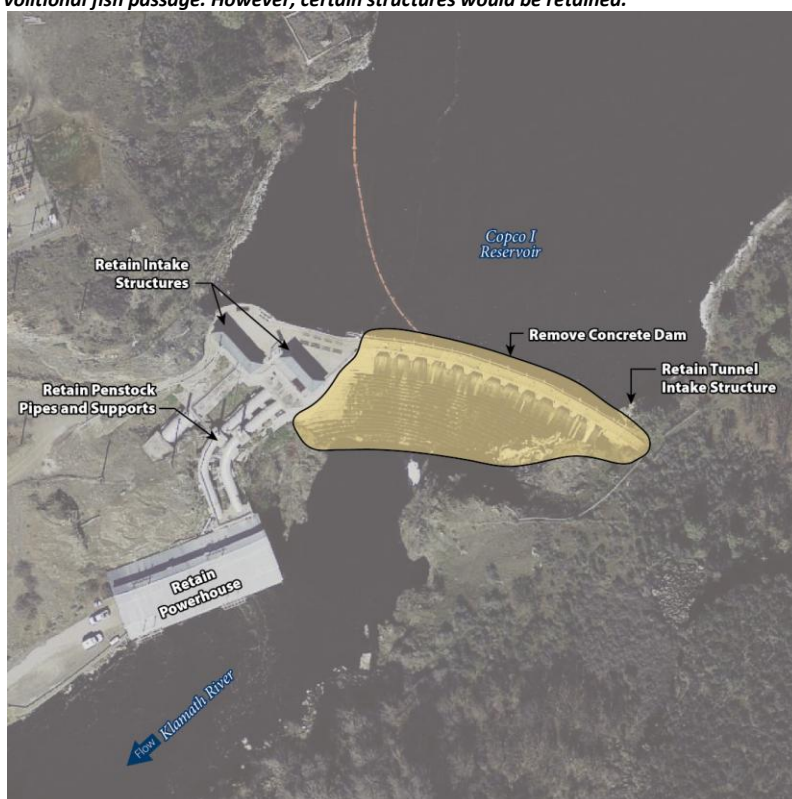 volitional fish passage. However, certain structures would be retained.
Copco I
Reservoir
Retain Intake
Structures
Remove Concrete Dam
Retain Tunnel
Intake Structure
Retain Penstock
Pipes and Supports
Retain
Powerhouse
Flow
Klamath River